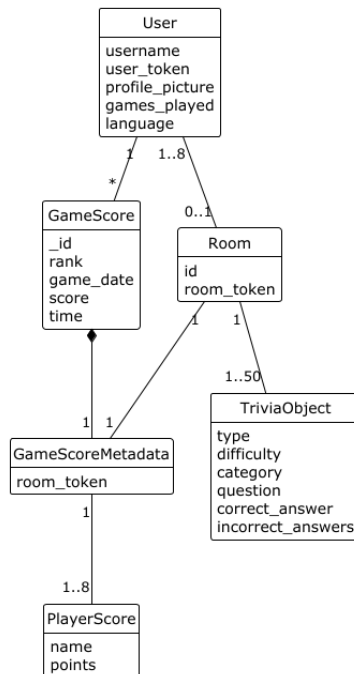 User
username
user_token
profile_picture
games_played
language
1
1..8
*
0..1
GameScore
_id
rank
game_date
score
time
Room
id
room_token
1
1
1
1
1..50
GameScoreMetadata
room_token
TriviaObject
type
difficulty
category
question
correct_answer
incorrect_answers
1
1..8
PlayerScore
name
points